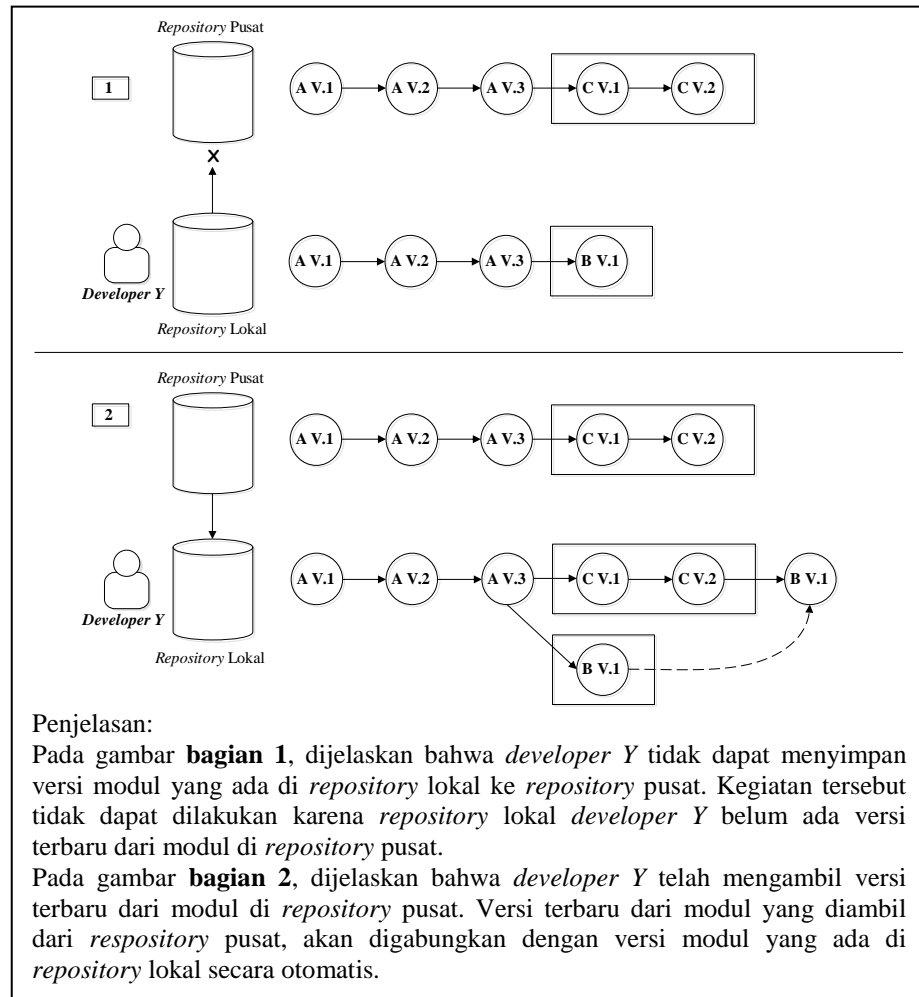 Repository Pusat
1
A V.1 A V.2 A V.3 C V.1 C V.2
X
Developer Y
A V.1 A V.2 A V.3 B V.1
Repository Lokal
Repository Pusat
2
A V.1 A V.2 A V.3 C V.1 C V.2
A V.1 A V.2 A V.3 C V.1 C V.2 B V.1
Developer Y
Repository Lokal
B V.1
Penjelasan:
Pada gambar bagian 1, dijelaskan bahwa developer Y tidak dapat menyimpan
versi modul yang ada di repository lokal ke repository pusat. Kegiatan tersebut
tidak dapat dilakukan karena repository lokal developer Y belum ada versi
terbaru dari modul di repository pusat.
Pada gambar bagian 2, dijelaskan bahwa developer Y telah mengambil versi
terbaru dari modul di repository pusat. Versi terbaru dari modul yang diambil
dari respository pusat, akan digabungkan dengan versi modul yang ada di
repository lokal secara otomatis.